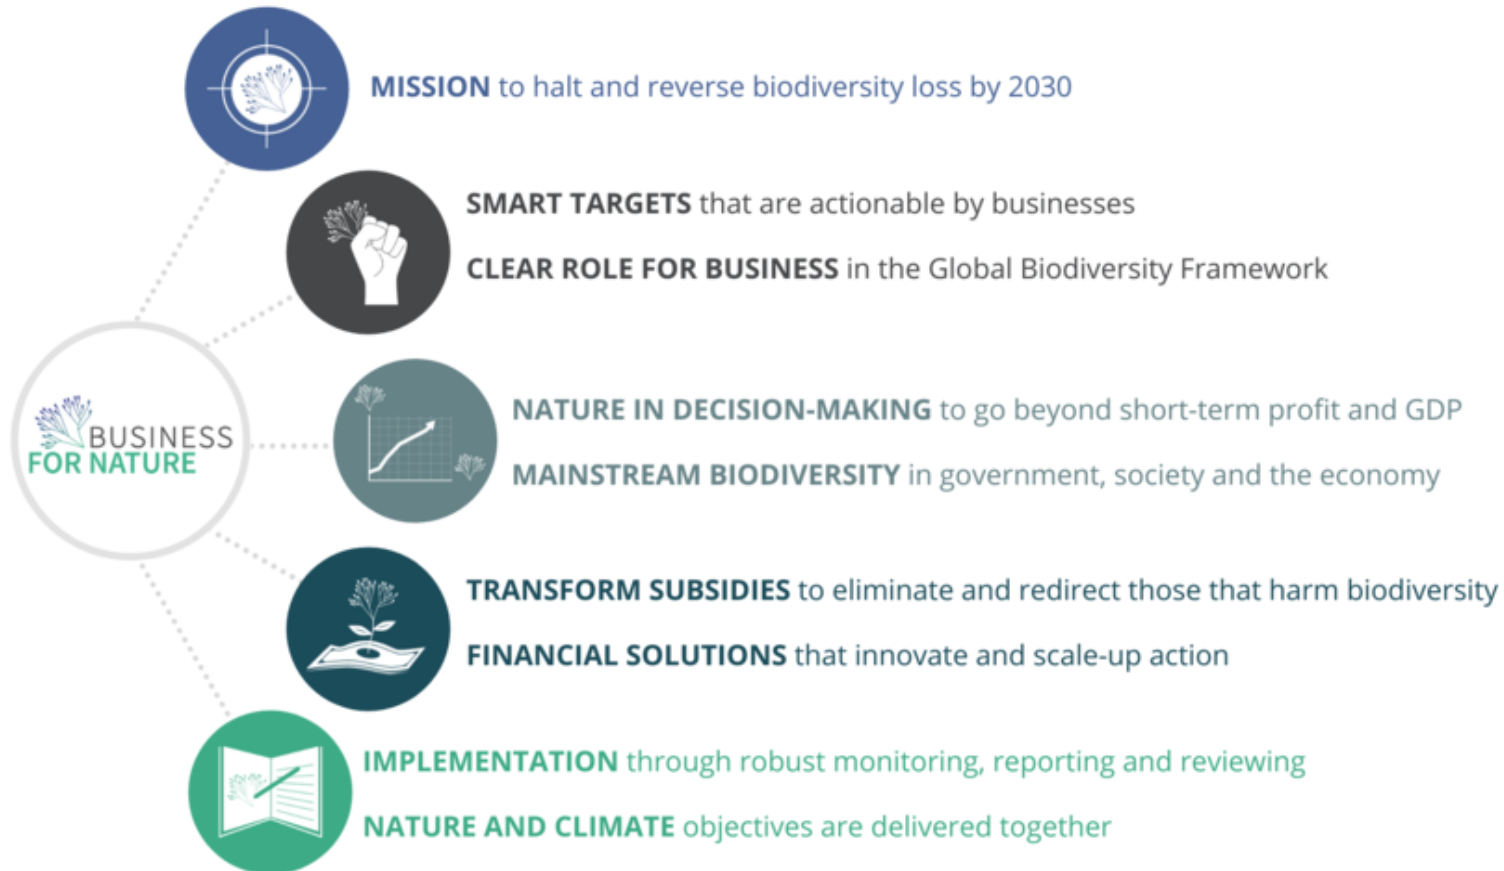 MISSION to halt and reverse biodiversity loss by 2030
SMART TARGETS that are actionable by businesses
CLEAR ROLE FOR BUSINESS in the Global Biodiversity Framework
BUSINESS
FOR NATURE
NATURE IN DECISION-MAKING to go beyond short-term profit and GDP
MAINSTREAM BIODIVERSITY in government, society and the economy
TRANSFORM SUBSIDIES to eliminate and redirect those that harm biodiversity
FINANCIAL SOLUTIONS that innovate and scale-up action
IMPLEMENTATION through robust monitoring, reporting and reviewing
NATURE AND CLIMATE objectives are delivered together